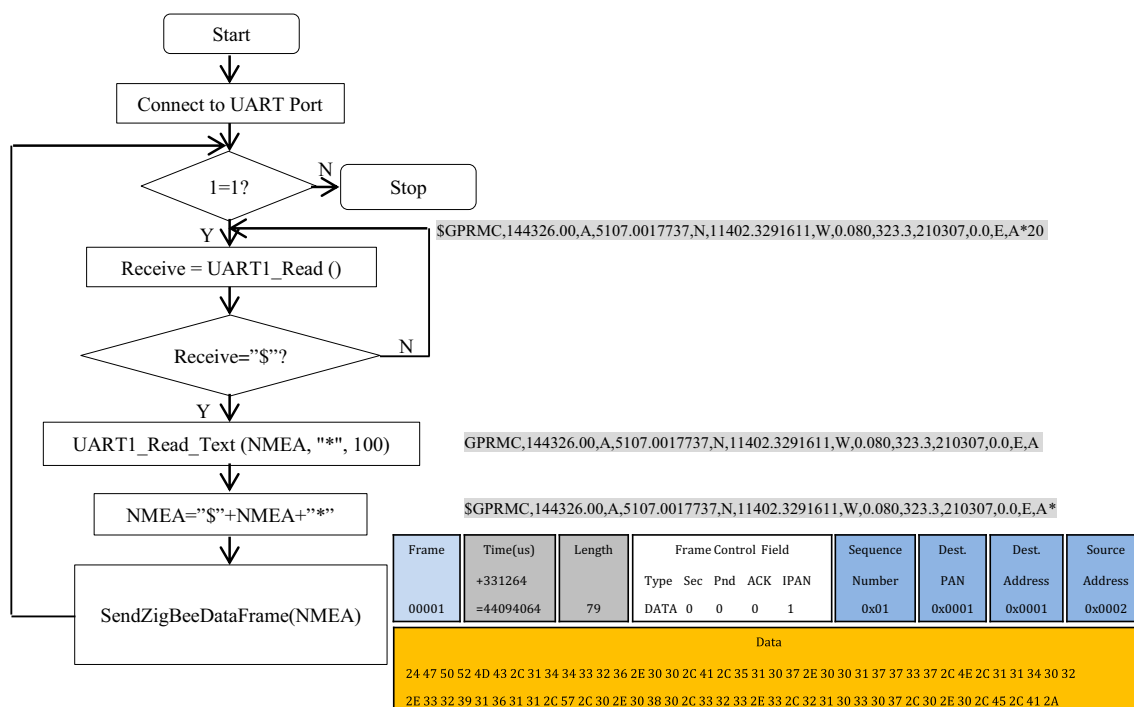 Start
Connect to UART Port
1=1?
N
Stop
Y
$GPRMC,144326.00,A,5107.0017737,N,11402.3291611,W,0.080,323.3,210307,0.0,E,A*20
Receive = UART1_Read ()
Receive=”$”?
N
Y
UART1_Read_Text (NMEA, "*", 100)
GPRMC,144326.00,A,5107.0017737,N,11402.3291611,W,0.080,323.3,210307,0.0,E,A
NMEA=”$”+NMEA+”*”
$GPRMC,144326.00,A,5107.0017737,N,11402.3291611,W,0.080,323.3,210307,0.0,E,A*
SendZigBeeDataFrame(NMEA)
Frame Time(us) Length Frame Control Field Sequence Dest. Dest. Source
+331264 Type Sec Pnd ACK IPAN Number PAN Address Address
00001 =44094064 79 DATA 0 0 0 1 0x01 0x0001 0x0001 0x0002
Data
24 47 50 52 4D 43 2C 31 34 34 33 32 36 2E 30 30 2C 41 2C 35 31 30 37 2E 30 30 31 37 37 33 37 2C 4E 2C 31 31 34 30 32
2E 33 32 39 31 36 31 31 2C 57 2C 30 2E 30 38 30 2C 33 32 33 2E 33 2C 32 31 30 33 30 37 2C 30 2E 30 2C 45 2C 41 2A